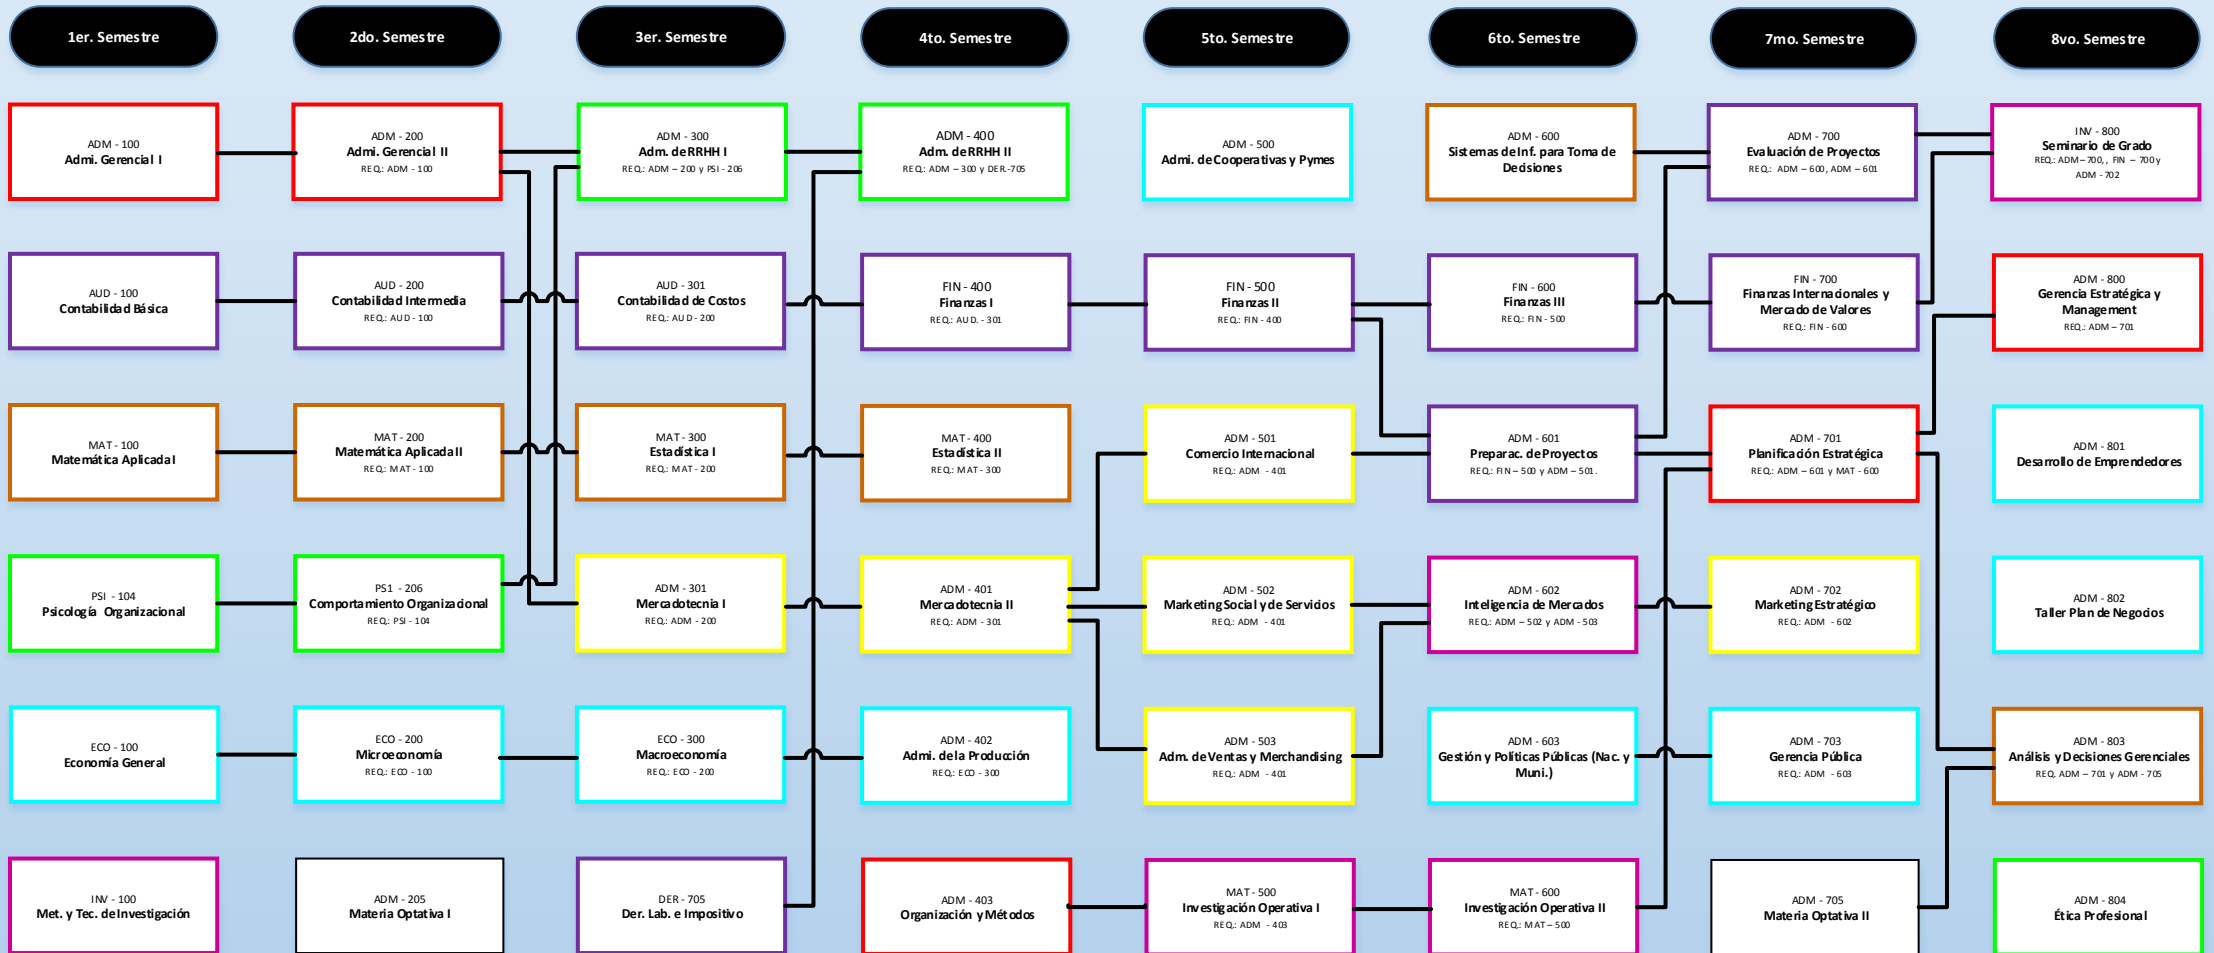 1er. Semestre
2do. Semestre
3er. Semestre
4to. Semestre
5to. Semestre
6to. Semestre
7mo. Semestre
8vo. Semestre
ADM - 100
Admi. Gerencial I
ADM - 200
Admi. Gerencial II
REQ.: ADM - 100
ADM - 300
Adm. de RRHH I
REQ.: ADM – 200 y PSI - 206
ADM - 400
Adm. de RRHH II
REQ.: ADM – 300 y DER.-705
ADM - 500
Admi. de Cooperativas y Pymes
ADM - 600
Sistemas de Inf. para Toma de
Decisiones
ADM - 700
Evaluación de Proyectos
REQ.: ADM – 600, ADM – 601
INV - 800
Seminario de Grado
REQ.: ADM– 700, , FIN – 700 y
ADM - 702
AUD - 100
Contabilidad Básica
AUD - 200
Contabilidad Intermedia
REQ.: AUD - 100
AUD - 301
Contabilidad de Costos
REQ.: AUD - 200
FIN - 400
Finanzas I
REQ.: AUD. - 301
FIN - 500
Finanzas II
REQ.: FIN - 400
FIN - 600
Finanzas III
REQ.: FIN - 500
FIN - 700
Finanzas Internacionales y
Mercado de Valores
REQ.: FIN - 600
ADM - 800
Gerencia Estratégica y
Management
REQ.: ADM – 701
MAT - 100
Matemática Aplicada I
MAT - 200
Matemática Aplicada II
REQ.: MAT - 100
MAT - 300
Estadística I
REQ.: MAT - 200
MAT - 400
Estadística II
REQ.: MAT - 300
ADM - 501
Comercio Internacional
REQ.: ADM - 401
ADM - 601
Preparac. de Proyectos
REQ.: FIN – 500 y ADM – 501.
ADM - 701
Planificación Estratégica
REQ.: ADM – 601 y MAT - 600
ADM - 801
Desarrollo de Emprendedores
PSI - 104
Psicología Organizacional
PS1 - 206
Comportamiento Organizacional
REQ.: PSI - 104
ADM - 301
Mercadotecnia I
REQ.: ADM - 200
ADM - 401
Mercadotecnia II
REQ.: ADM - 301
ADM - 502
Marketing Social y de Servicios
REQ.: ADM - 401
ADM - 602
Inteligencia de Mercados
REQ.: ADM – 502 y ADM - 503
ADM - 702
Marketing Estratégico
REQ.: ADM - 602
ADM - 802
Taller Plan de Negocios
ECO - 100
Economía General
ECO - 200
Microeconomía
REQ.: ECO - 100
ECO - 300
Macroeconomía
REQ.: ECO - 200
ADM - 402
Admi. de la Producción
REQ.: ECO - 300
ADM - 503
Adm. de Ventas y Merchandising
REQ.: ADM - 401
ADM - 603
Gestión y Políticas Públicas (Nac. y
Muni.)
ADM - 703
Gerencia Pública
REQ.: ADM - 603
ADM - 803
Análisis y Decisiones Gerenciales
REQ. ADM – 701 y ADM - 705
INV - 100
Met. y Tec. de Investigación
ADM - 205
Materia Optativa I
DER - 705
Der. Lab. e Impositivo
ADM - 403
Organización y Métodos
MAT - 500
Investigación Operativa I
REQ.: ADM - 403
MAT - 600
Investigación Operativa II
REQ.: MAT – 500
ADM - 705
Materia Optativa II
ADM - 804
Ética Profesional